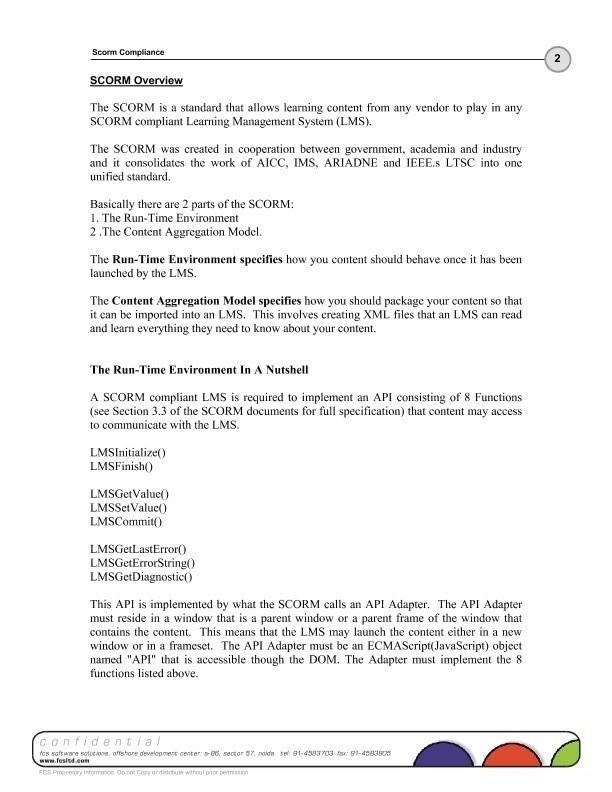 Scorm Compliance
2
SCORM Overview
The SCORM is a standard that allows learning content from any vendor to play in any
SCORM compliant Learning Management System (LMS).
The SCORM was created in cooperation between government, academia and industry
and it consolidates the work of AICC, IMS, ARIADNE and IEEE.s LTSC into one
unified standard.
Basically there are 2 parts of the SCORM:
1. The Run-Time Environment
2 .The Content Aggregation Model.
The Run-Time Environment specifies how you content should behave once it has been
launched by the LMS.
The Content Aggregation Model specifies how you should package your content so that
it can be imported into an LMS.  This involves creating XML files that an LMS can read
and learn everything they need to know about your content.
The Run-Time Environment In A Nutshell
A SCORM compliant LMS is required to implement an API consisting of 8 Functions
(see Section 3.3 of the SCORM documents for full specification) that content may access
to communicate with the LMS.
LMSInitialize()
LMSFinish()
LMSGetValue()
LMSSetValue()
LMSCommit()
LMSGetLastError()
LMSGetErrorString()
LMSGetDiagnostic()
This API is implemented by what the SCORM calls an API Adapter.  The API Adapter
must reside in a window that is a parent window or a parent frame of the window that
contains the content.  This means that the LMS may launch the content either in a new
window or in a frameset.  The API Adapter must be an ECMAScript(JavaScript) object
named "API" that is accessible though the DOM. The Adapter must implement the 8
functions listed above.
confidential
fcs software solutions. offshore development center: a-86, sector 57, noida. tel: 91-4583703 fax: 91-4583805
www.fcsltd.com
FCS Proprietory Information. Do not Copy or distribute without prior permission